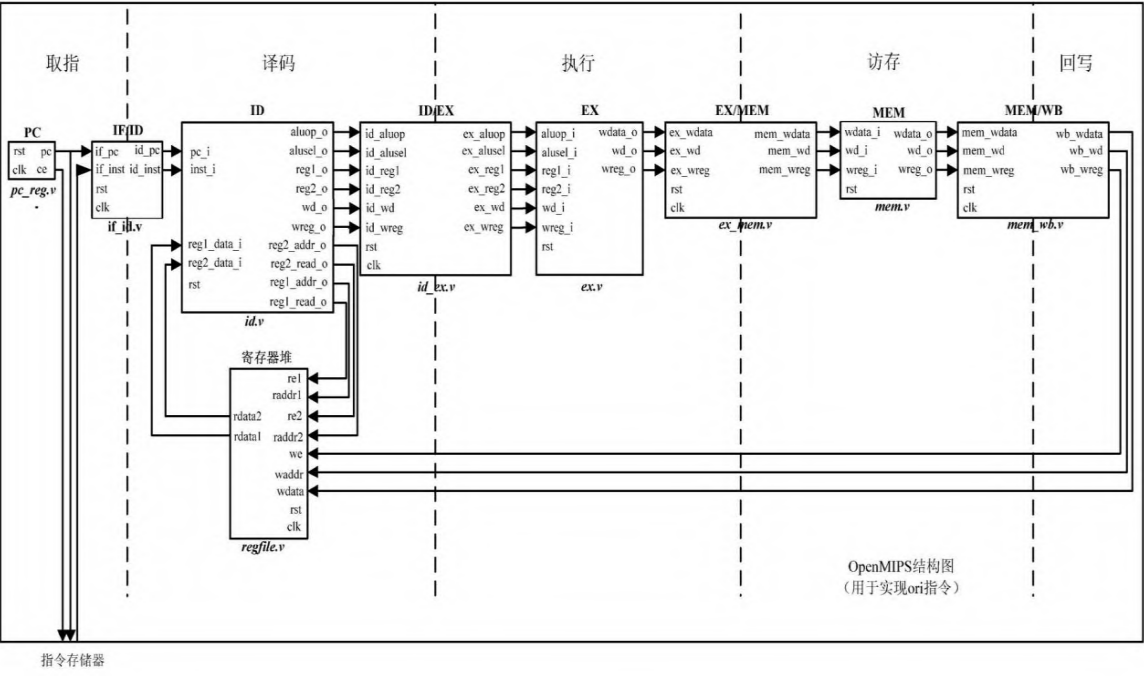 取指
译码
执行
访存
回写
PC
rst pc
clk ce
pc_reg.v
IF/ID
if_pc id_pc
if_inst id_inst
rst
clk
if_id.v
ID
aluop_o
alusel_o
pc_i reg1_o
inst_i reg2_o
wd_o
wreg_o
reg1_data_i reg2_addr_o
reg2_data_i reg2_read_o
rst reg1_addr_o
reg1_read_o
id.v
寄存器堆
re1
raddr1
rdata2 re2
rdata1 raddr2
we
waddr
wdata
rst
clk
regfile.v
ID/EX
id_aluop ex_aluop
id_alusel ex_alusel
id_reg1 ex_reg1
id_reg2 ex_reg2
id_wd ex_wd
id_wreg ex_wreg
rst
clk
id_ex.v
EX
aluop_i wdata_o
alusel_i wd_o
reg1_i wreg_o
reg2_i
wd_i
wreg_i
rst
ex.v
EX/MEM
ex_wdata mem_wdata
ex_wd mem_wd
ex_wreg mem_wreg
rst
clk
ex_mem.v
MEM
wdata_i wdata_o
wd_i wd_o
wreg_i wreg_o
rst
mem.v
MEM/WB
mem_wdata wb_wdata
mem_wd wb_wd
mem_wreg wb_wreg
rst
clk
mem_wb.v
OpenMIPS结构图
（用于实现ori指令）
指令存储器